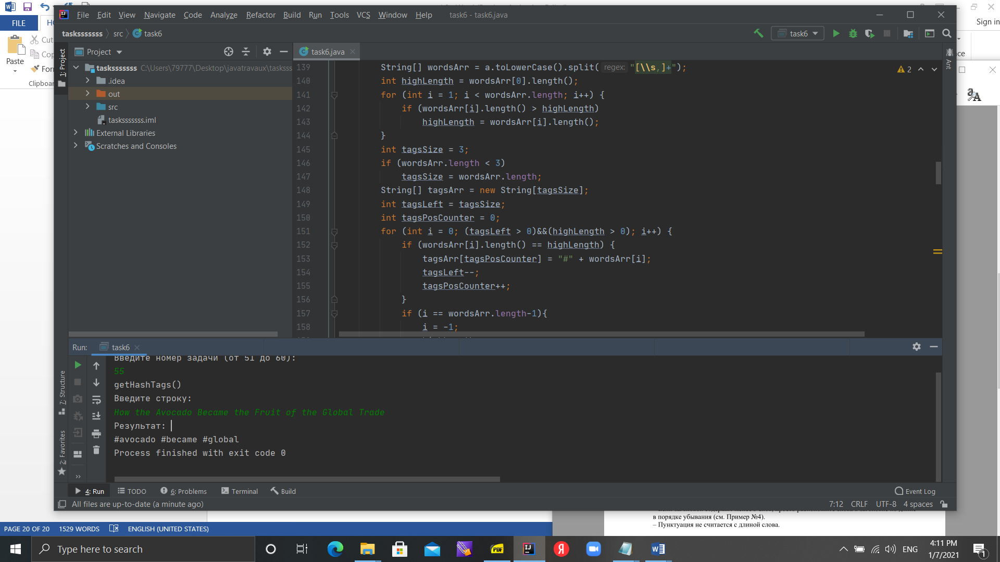 FILE
Sign in
Cut
Paste
Clipboar
File Edit View Navigate Code Analyze Refactor Build Run Tools VCS Window Help task6 - task6.java
tasksssssss src task6
task6
1: Project
Project
task6.java
Ant
tasksssssss C:\Users\79777\Desktop\javatravaux\tasksss
.idea
out
src
tasksssssss.iml
External Libraries
Scratches and Consoles
2
139 String[] wordsArr = a.toLowerCase().split( regex: "[\\s,]+");
140 int highLength = wordsArr[0].length();
141 for (int i = 1; i < wordsArr.length; i++) {
142 if (wordsArr[i].length() > highLength)
143 highLength = wordsArr[i].length();
144 }
145 int tagsSize = 3;
146 if (wordsArr.length < 3)
147 tagsSize = wordsArr.length;
148 String[] tagsArr = new String[tagsSize];
149 int tagsLeft = tagsSize;
150 int tagsPosCounter = 0;
151 for (int i = 0; (tagsLeft > 0)&&(highLength > 0); i++) {
152 if (wordsArr[i].length() == highLength) {
153 tagsArr[tagsPosCounter] = "#" + wordsArr[i];
154 tagsLeft--;
155 tagsPosCounter++;
156 }
157 if (i == wordsArr.length-1){
158 i = -1;
Run: task6
Введите номер задачи (от 51 до 60):
55
getHashTags()
Введите строку:
How the Avocado Became the Fruit of the Global Trade
Результат:
#avocado #became #global
Process finished with exit code 0
7: Structure
2: Favorites
4: Run TODO 6: Problems Terminal Build Event Log
All files are up-to-date (a minute ago) 7:12 CRLF UTF-8 4 spaces
в порядке убывания (см. Пример №4).
– Пунктуация не считается с длиной слова.
PAGE 20 OF 20 1529 WORDS ENGLISH (UNITED STATES)
Type here to search
ENG
4:11 PM
1/7/2021
1